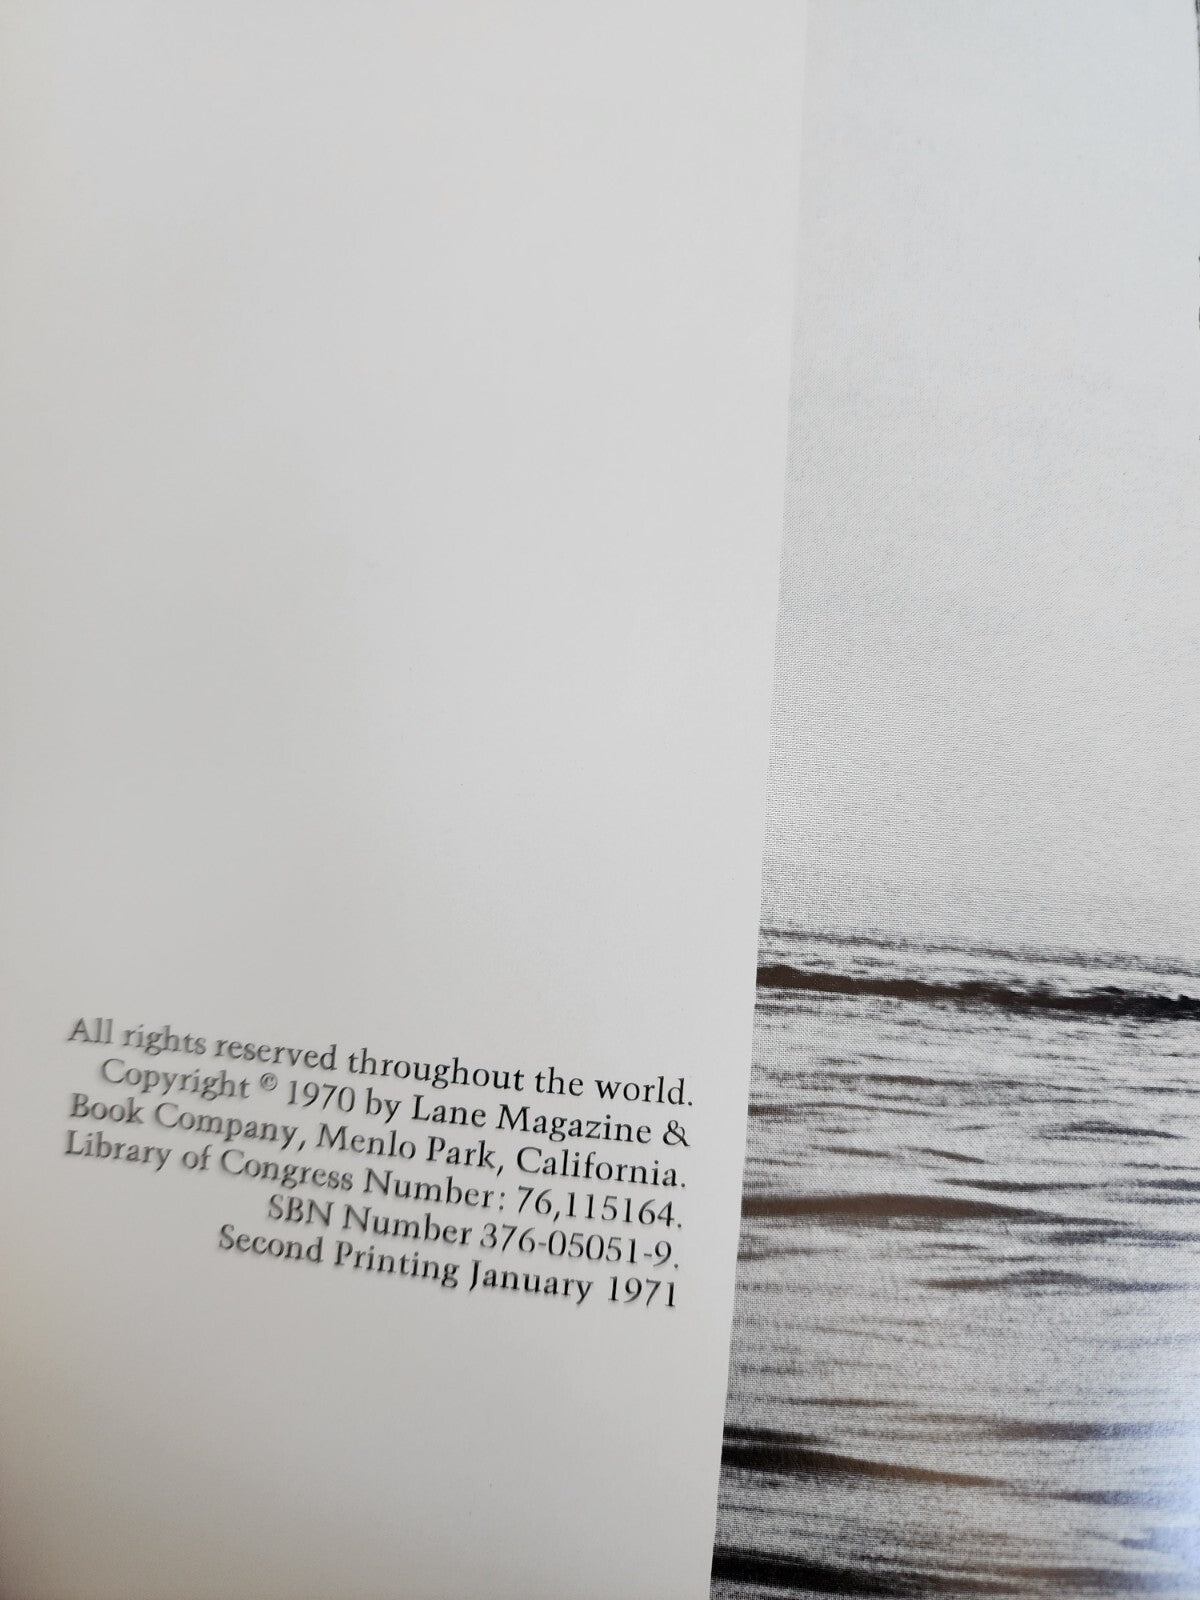 All rights reserved throughout the world.
Copyright © 1970 by Lane Magazine &
Book Company, Menlo Park, California.
Library of Congress Number: 76,115164.
SBN Number 376-05051-9.
Second Printing January 1971